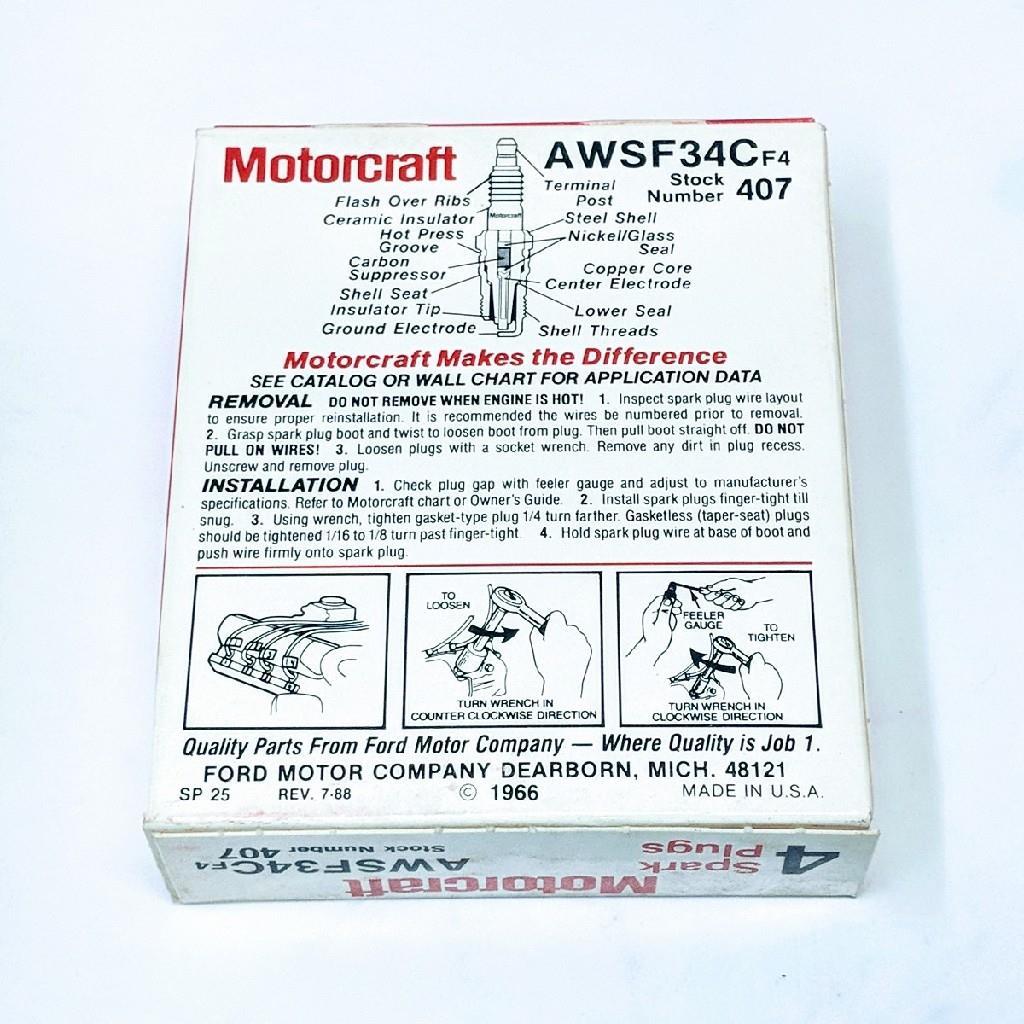 Motorcraft
AWSF34CF4
Stock Number 407
Flash Over Ribs
Ceramic Insulator
Hot Press Groove
Carbon Suppressor
Shell Seat
Insulator Tip
Ground Electrode
Motorcraft
Terminal Post
Steel Shell
Nickel/Glass Seal
Copper Core
Center Electrode
Lower Seal
Shell Threads
Motorcraft Makes the Difference
SEE CATALOG OR WALL CHART FOR APPLICATION DATA
REMOVAL DO NOT REMOVE WHEN ENGINE IS HOT! 1. Inspect spark plug wire layout
to ensure proper reinstallation. It is recommended the wires be numbered prior to removal.
2. Grasp spark plug boot and twist to loosen boot from plug. Then pull boot straight off. DO NOT
PULL ON WIRES! 3. Loosen plugs with a socket wrench. Remove any dirt in plug recess.
Unscrew and remove plug.
INSTALLATION 1. Check plug gap with feeler gauge and adjust to manufacturer's
specifications. Refer to Motorcraft chart or Owner's Guide. 2. Install spark plugs finger-tight till
snug. 3. Using wrench, tighten gasket-type plug 1/4 turn farther. Gasketless (taper-seat) plugs
should be tightened 1/16 to 1/8 turn past finger-tight. 4. Hold spark plug wire at base of boot and
push wire firmly onto spark plug.
TO
LOOSEN
TURN WRENCH IN
COUNTER CLOCKWISE DIRECTION
FEELER
GAUGE
TO
TIGHTEN
TURN WRENCH IN
CLOCKWISE DIRECTION
Quality Parts From Ford Motor Company — Where Quality is Job 1.
FORD MOTOR COMPANY DEARBORN, MICH. 48121
SP 25 REV. 7-88 © 1966 MADE IN U.S.A.
4 Spark
Plugs
Motorcraft
AWSF34CF4
Stock Number 407